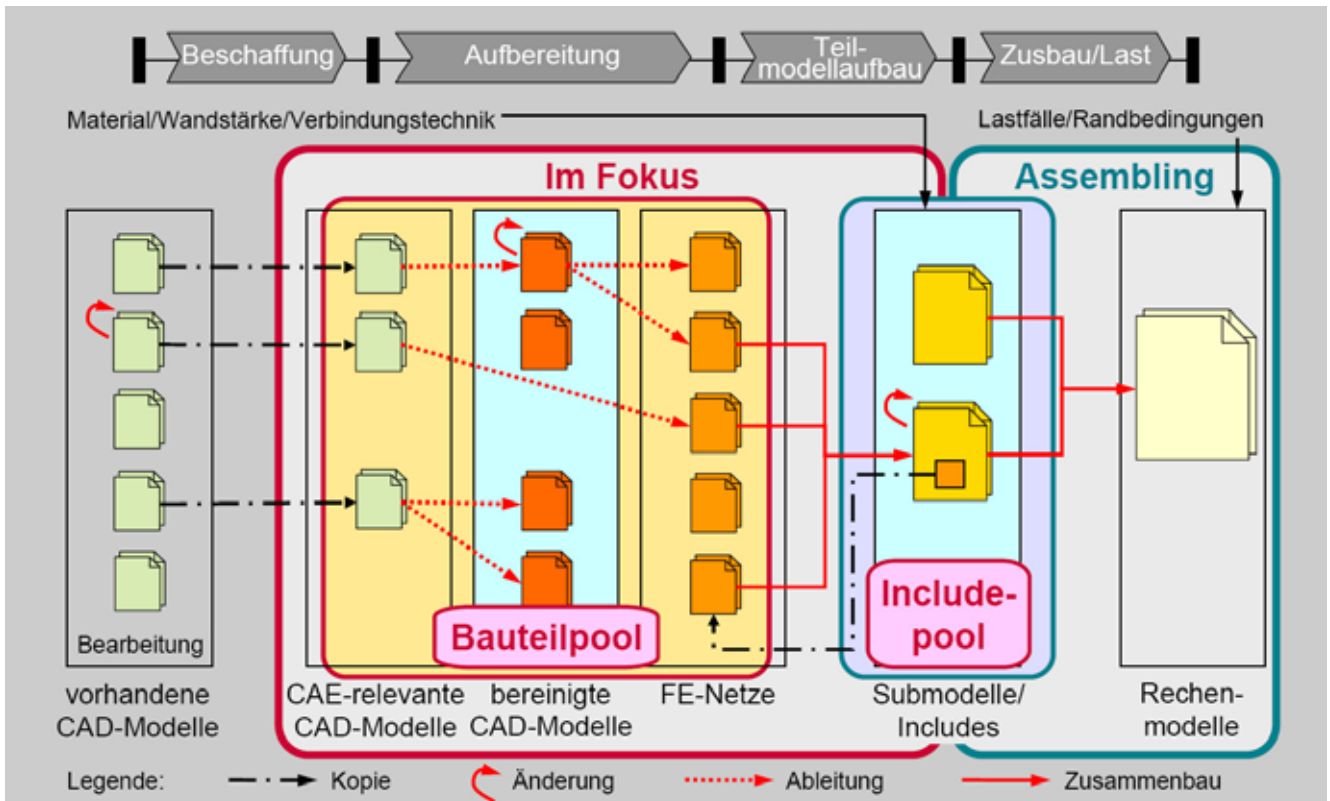 Beschaffung
Aufbereitung
Teil-
modellaufbau
Zusbau/Last
Material/Wandstärke/Verbindungstechnik
Lastfälle/Randbedingungen
Im Fokus
Assembling
Bearbeitung
Bauteilpool
Include-
pool
vorhandene
CAD-Modelle
CAE-relevante
CAD-Modelle
bereinigte
CAD-Modelle
FE-Netze
Submodelle/
Includes
Rechen-
modelle
Legende:
Kopie
Änderung
Ableitung
Zusammenbau